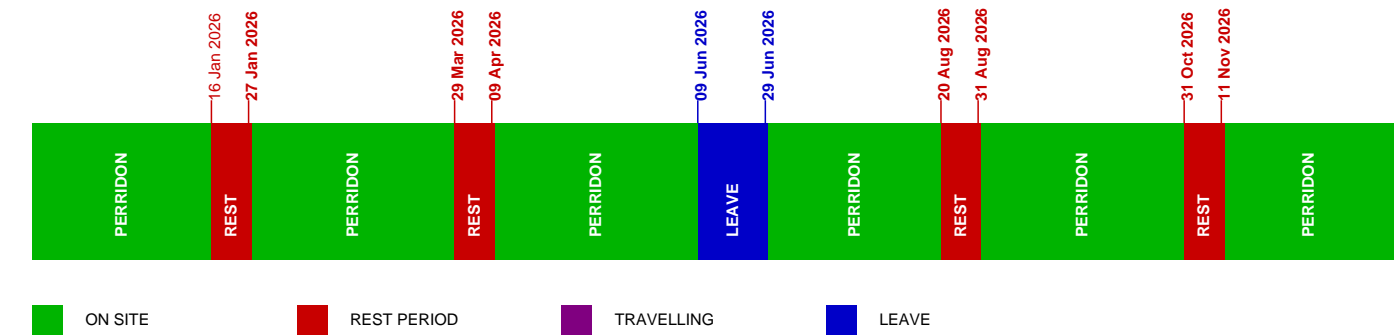 16 Jan 2026
27 Jan 2026
29 Mar 2026
09 Apr 2026
09 Jun 2026
29 Jun 2026
20 Aug 2026
31 Aug 2026
31 Oct 2026
11 Nov 2026
PERRIDON
REST
PERRIDON
REST
PERRIDON
LEAVE
PERRIDON
REST
PERRIDON
REST
PERRIDON
ON SITE
REST PERIOD
TRAVELLING
LEAVE